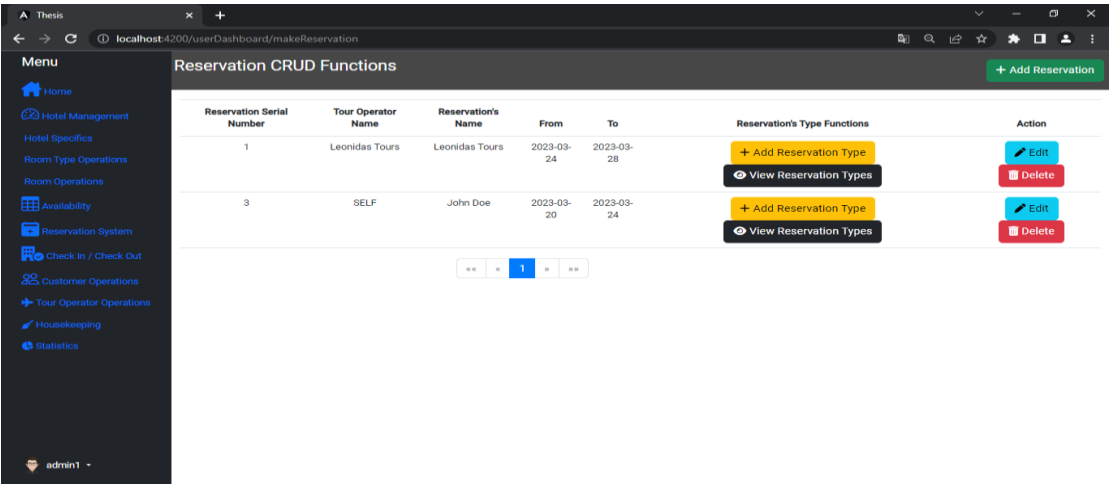 Thesis
localhost:4200/userDashboard/makeReservation
Menu
Home
Hotel Management
Hotel Specifics
Room Type Operations
Room Operations
Availability
Reservation System
Check In / Check Out
Customer Operations
Tour Operator Operations
Housekeeping
Statistics
admin1
Reservation CRUD Functions
+ Add Reservation
Reservation Serial Number Tour Operator Name Reservation's Name From To Reservation's Type Functions Action
1 Leonidas Tours Leonidas Tours 2023-03-24 2023-03-28
+ Add Reservation Type
View Reservation Types
Edit
Delete
3 SELF John Doe 2023-03-20 2023-03-24
+ Add Reservation Type
View Reservation Types
Edit
Delete
«« « 1 » »»